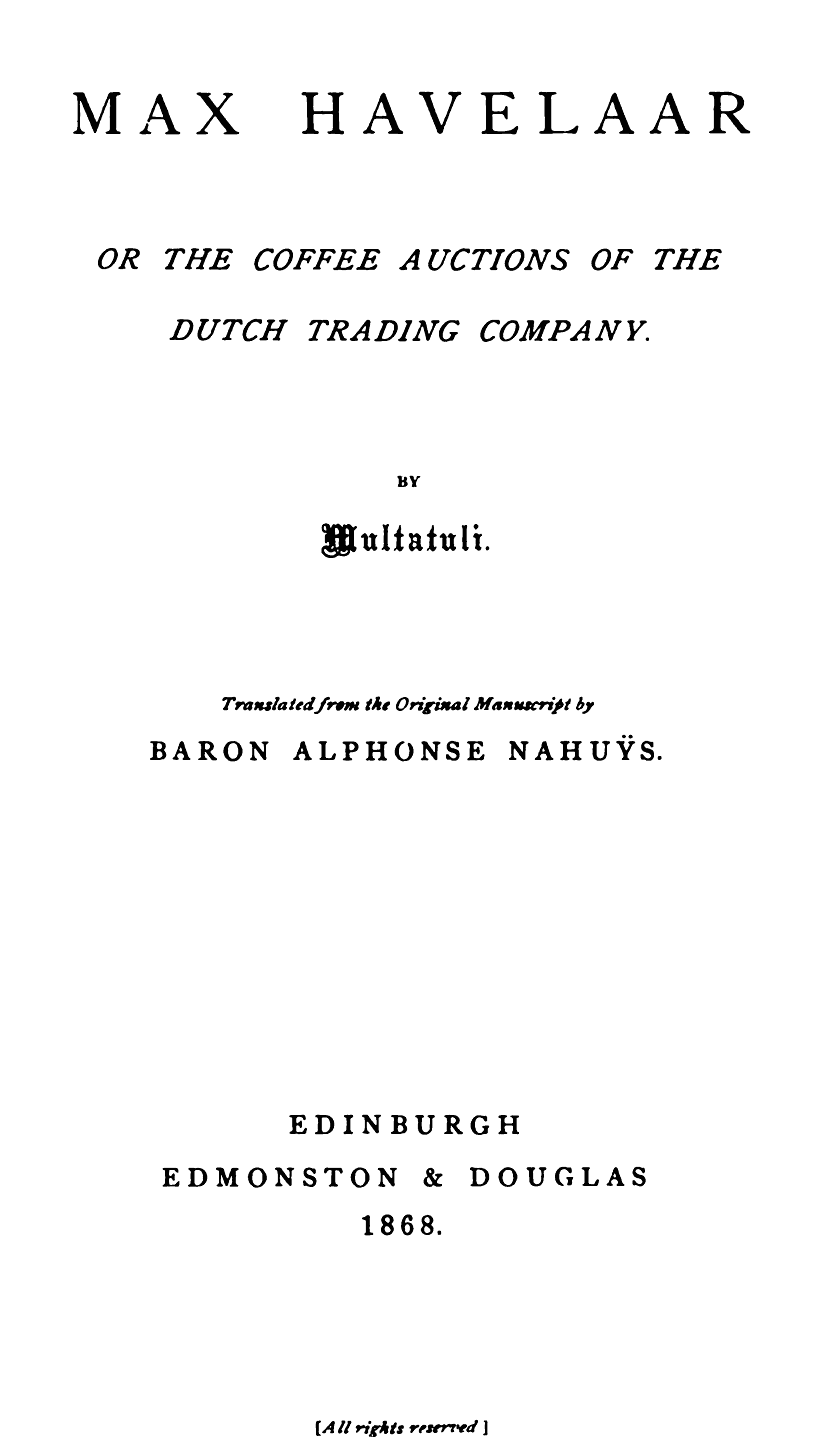 MAX HAVELAAR
OR THE COFFEE AUCTIONS OF THE
DUTCH TRADING COMPANY.
BY
Multatuli.
Translated from the Original Manuscript by
BARON ALPHONSE NAHUŸS.
EDINBURGH
EDMONSTON & DOUGLAS
1868.
[All rights reserved]